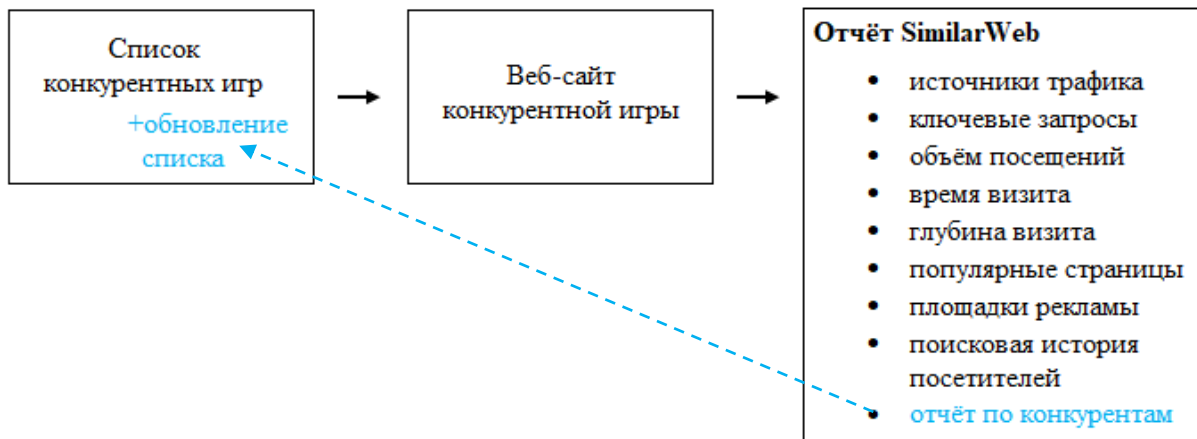 Список
конкурентных игр
+обновление
списка
Веб-сайт
конкурентной игры
Отчёт SimilarWeb
• источники трафика
• ключевые запросы
• объём посещений
• время визита
• глубина визита
• популярные страницы
• площадки рекламы
• поисковая история
посетителей
• отчёт по конкурентам